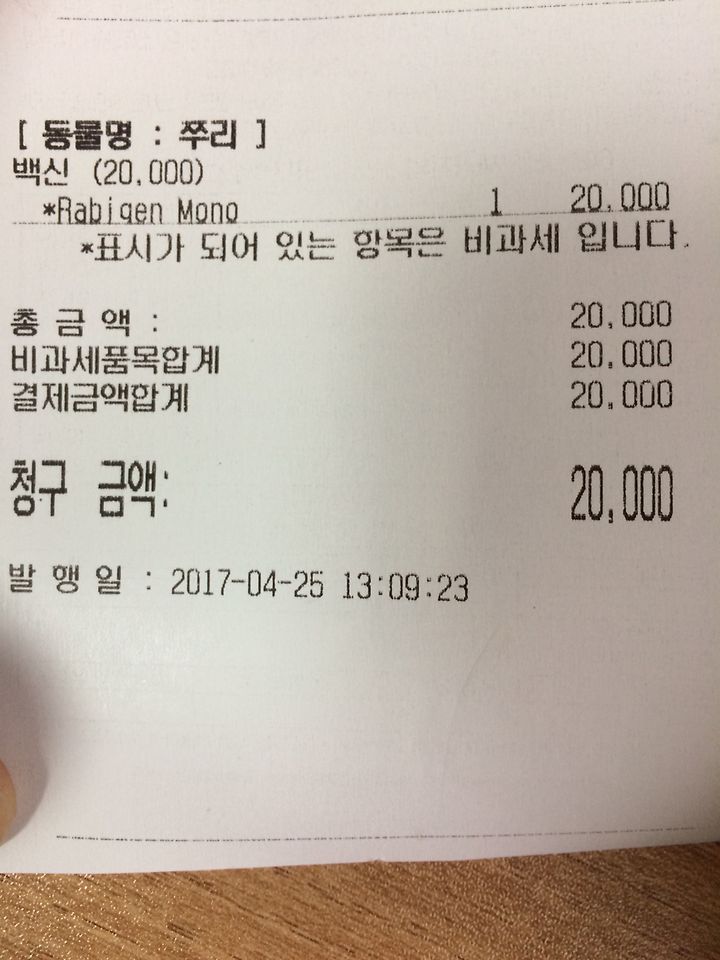 [ 동물명 : 쭈리 ]
백신 (20,000)
*Rabigen Mono 1 20,000
*표시가 되어 있는 항목은 비과세 입니다.
총 금 액 : 20,000
비과세품목합계 20,000
결제금액합계 20,000
청구 금액: 20,000
발 행 일 : 2017-04-25 13:09:23